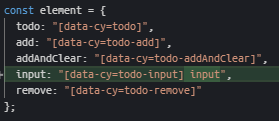 const element = {
todo: "[data-cy=todo]",
add: "[data-cy=todo-add]",
addAndClear: "[data-cy=todo-addAndClear]",
input: "[data-cy=todo-input] input",
remove: "[data-cy=todo-remove]"
};